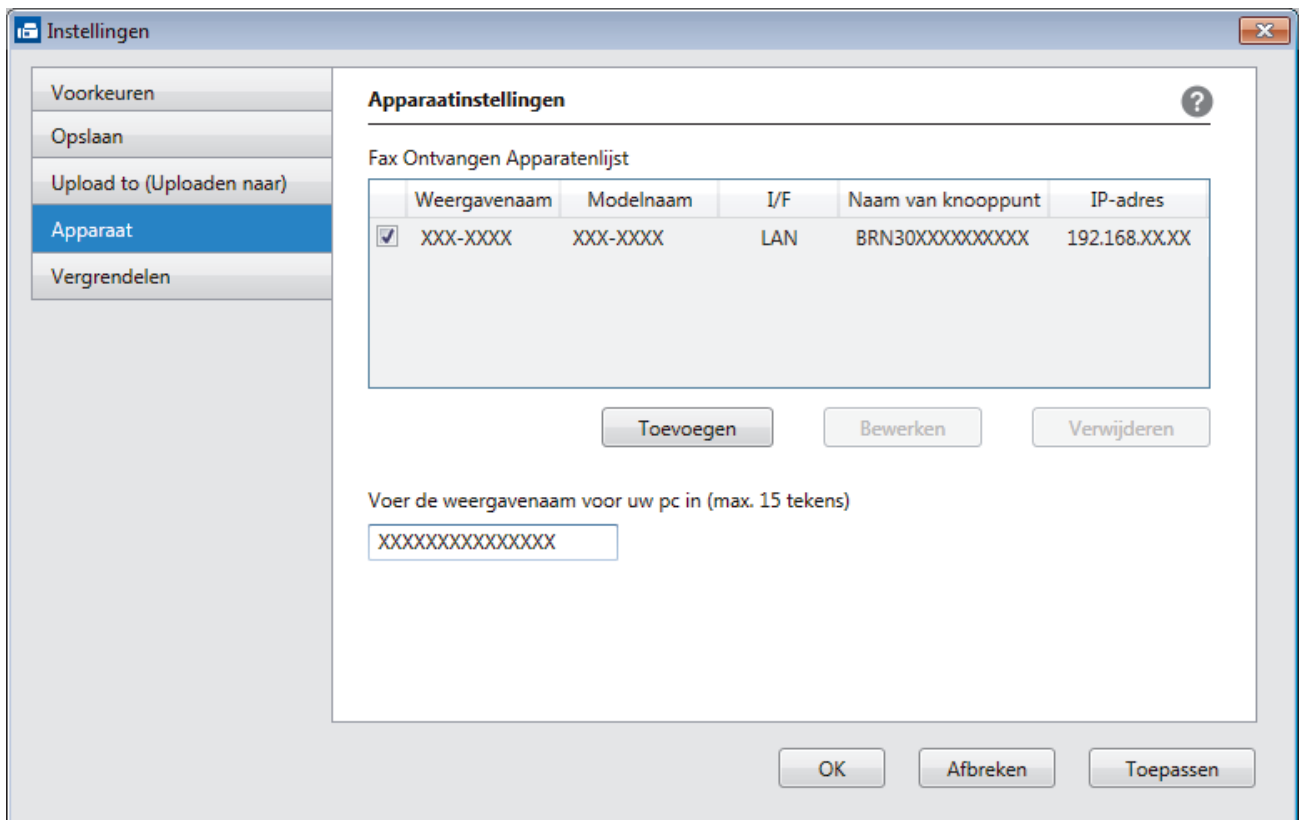 Instellingen
Voorkeuren
Opslaan
Upload to (Uploaden naar)
Apparaat
Vergrendelen
Apparaatinstellingen
?
Fax Ontvangen Apparatenlijst
Weergavenaam Modelnaam I/F Naam van knooppunt IP-adres
XXX-XXXX XXX-XXXX LAN BRN30XXXXXXXXXX 192.168.XX.XX
Toevoegen Bewerken Verwijderen
Voer de weergavenaam voor uw pc in (max. 15 tekens)
XXXXXXXXXXXXXXX
OK Afbreken Toepassen